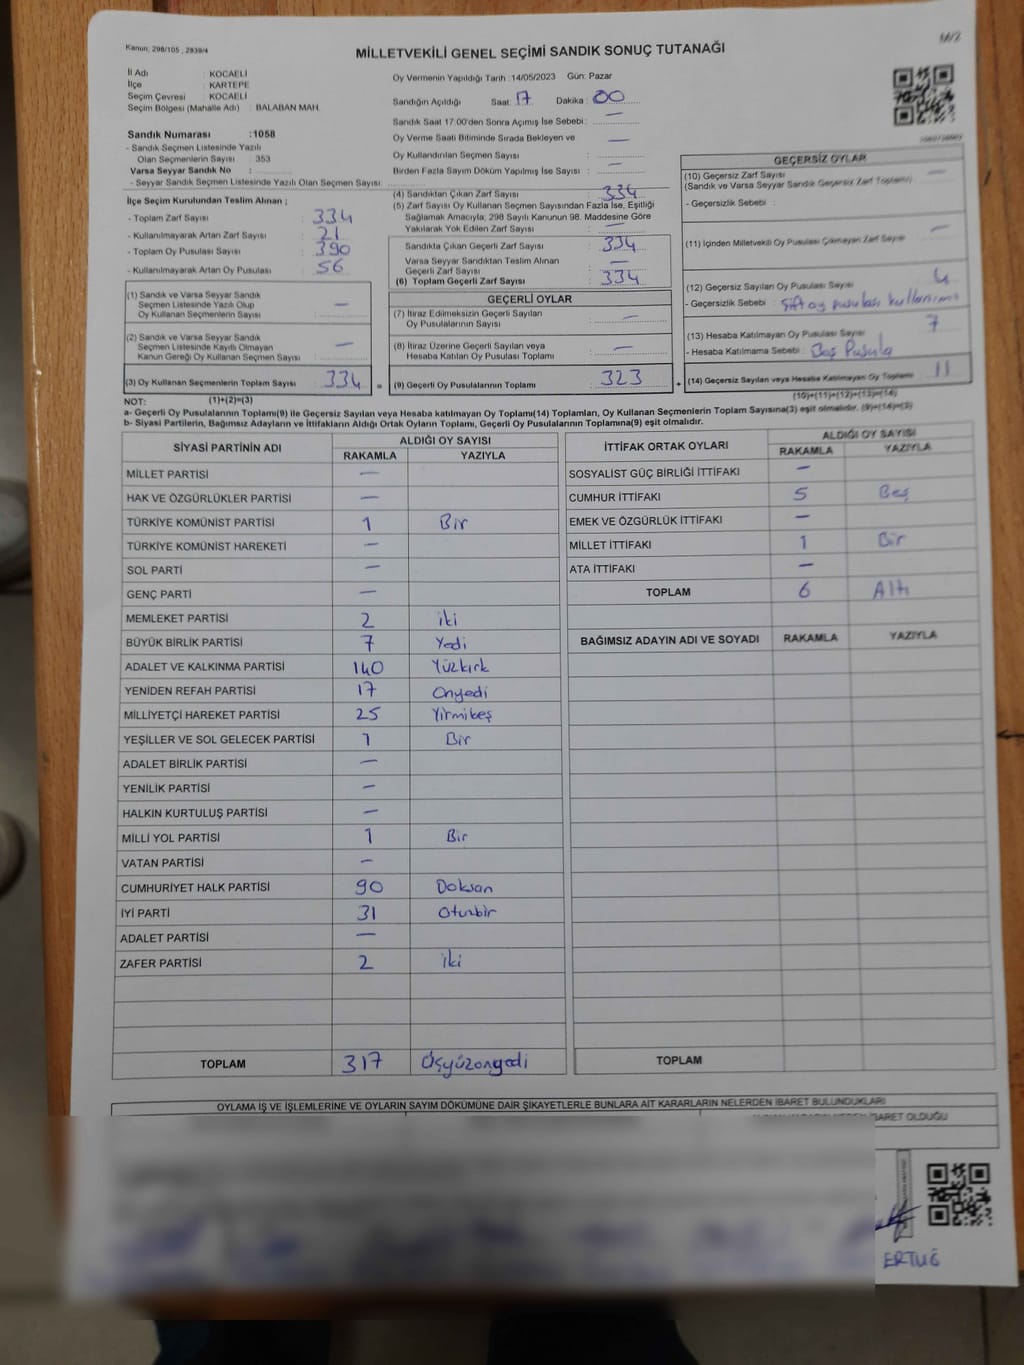 Kanun, 298/105 , 2839/4
M/2
MİLLETVEKİLİ GENEL SEÇİMİ SANDIK SONUÇ TUTANAĞI
İl Adı : KOCAELİ
İlçe : KARTEPE
Seçim Çevresi : KOCAELİ
Seçim Bölgesi (Mahalle Adı) : BALABAN MAH.
Oy Vermenin Yapıldığı Tarih :14/05/2023 Gün: Pazar
Sandığın Açıldığı Saat 17 Dakika : 00
Sandık Saat 17:00'den Sonra Açımış İse Sebebi : —
Oy Verme Saati Bitiminde Sırada Bekleyen ve
Oy Kullandırılan Seçmen Sayısı : —
Birden Fazla Sayım Döküm Yapılmış İse Sayısı : —
Sandık Numarası :1058
- Sandık Seçmen Listesinde Yazılı
Olan Seçmenlerin Sayısı : 353
Varsa Seyyar Sandık No :
- Seyyar Sandık Seçmen Listesinde Yazılı Olan Seçmen Sayısı :
İlçe Seçim Kurulundan Teslim Alınan ;
- Toplam Zarf Sayısı : 334
- Kullanılmayarak Artan Zarf Sayısı : 21
- Toplam Oy Pusulası Sayısı : 390
- Kullanılmayarak Artan Oy Pusulası : 56
(4) Sandıktan Çıkan Zarf Sayısı : 334
(5) Zarf Sayısı Oy Kullanan Seçmen Sayısından Fazla İse, Eşitliği
Sağlamak Amacıyla; 298 Sayılı Kanunun 98. Maddesine Göre
Yakılarak Yok Edilen Zarf Sayısı : —
Sandıkta Çıkan Geçerli Zarf Sayısı : 334
Varsa Seyyar Sandıktan Teslim Alınan
Geçerli Zarf Sayısı : —
(6) Toplam Geçerli Zarf Sayısı : 334
GEÇERSİZ OYLAR
(10) Geçersiz Zarf Sayısı : —
(Sandık ve Varsa Seyyar Sandık Geçersiz Zarf Toplamı)
- Geçersizlik Sebebi :
(11) İçinden Milletvekili Oy Pusulası Çıkmayan Zarf Sayısı —
(12) Geçersiz Sayılan Oy Pusulası Sayısı : 4
- Geçersizlik Sebebi : Çift oy pusulası kullanımı
(13) Hesaba Katılmayan Oy Pusulası Sayısı 7
- Hesaba Katılmama Sebebi : Boş Pusula
(14) Geçersiz Sayılan veya Hesaba Katılmayan Oy Toplamı 11
(10)+(11)+(12)+(13)=(14)
(1) Sandık ve Varsa Seyyar Sandık
Seçmen Listesinde Yazılı Olup
Oy Kullanan Seçmenlerin Sayısı : —
(2) Sandık ve Varsa Seyyar Sandık
Seçmen Listesinde Kayıtlı Olmayan
Kanun Gereği Oy Kullanan Seçmen Sayısı : —
(3) Oy Kullanan Seçmenlerin Toplam Sayısı : 334 =
GEÇERLİ OYLAR
(7) İtiraz Edilmeksizin Geçerli Sayılan
Oy Pusulalarının Sayısı : —
(8) İtiraz Üzerine Geçerli Sayılan veya
Hesaba Katılan Oy Pusulası Toplamı : —
(9) Geçerli Oy Pusulalarının Toplamı : 323 +
NOT: (1)+(2)=(3)
a- Geçerli Oy Pusulalarının Toplamı(9) ile Geçersiz Sayılan veya Hesaba katılmayan Oy Toplamı(14) Toplamları, Oy Kullanan Seçmenlerin Toplam Sayısına(3) eşit olmalıdır. (9)+(14)=(3)
b- Siyasi Partilerin, Bağımsız Adayların ve İttifakların Aldığı Ortak Oyların Toplamı, Geçerli Oy Pusulalarının Toplamına(9) eşit olmalıdır.
SİYASİ PARTİNİN ADI ALDIĞI OY SAYISI
RAKAMLA YAZIYLA
MİLLET PARTİSİ —
HAK VE ÖZGÜRLÜKLER PARTİSİ —
TÜRKİYE KOMÜNİST PARTİSİ 1 Bir
TÜRKİYE KOMÜNİST HAREKETİ —
SOL PARTİ —
GENÇ PARTİ —
MEMLEKET PARTİSİ 2 iki
BÜYÜK BİRLİK PARTİSİ 7 Yedi
ADALET VE KALKINMA PARTİSİ 140 Yüzkırk
YENİDEN REFAH PARTİSİ 17 Onyedi
MİLLİYETÇİ HAREKET PARTİSİ 25 Yirmibeş
YEŞİLLER VE SOL GELECEK PARTİSİ 1 Bir
ADALET BİRLİK PARTİSİ —
YENİLİK PARTİSİ —
HALKIN KURTULUŞ PARTİSİ —
MİLLİ YOL PARTİSİ 1 Bir
VATAN PARTİSİ —
CUMHURİYET HALK PARTİSİ 90 Doksan
İYİ PARTİ 31 Otuzbir
ADALET PARTİSİ —
ZAFER PARTİSİ 2 iki
TOPLAM 317 Üçyüzonyedi
İTTİFAK ORTAK OYLARI ALDIĞI OY SAYISI
RAKAMLA YAZIYLA
SOSYALİST GÜÇ BİRLİĞİ İTTİFAKI —
CUMHUR İTTİFAKI 5 Beş
EMEK VE ÖZGÜRLÜK İTTİFAKI —
MİLLET İTTİFAKI 1 Bir
ATA İTTİFAKI —
TOPLAM 6 Altı
BAĞIMSIZ ADAYIN ADI VE SOYADI RAKAMLA YAZIYLA
TOPLAM
OYLAMA İŞ VE İŞLEMLERİNE VE OYLARIN SAYIM DÖKÜMÜNE DAİR ŞİKAYETLERLE BUNLARA AİT KARARLARIN NELERDEN İBARET BULUNDUKLARI
İBARET OLDUĞU
ERTUĞ